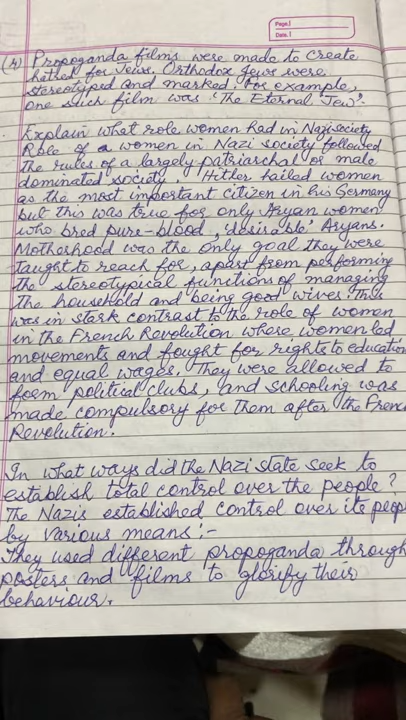 Page.
Date.
(4) Propoganda films were made to create
hatred for Jews. Orthodox Jews were
stereotyped and marked. For example,
one such film was 'The Eternal Jew'.
Explain what role women had in Nazi society
Role of a women in Nazi society followed
the rules of a largely patriarchal or male
dominated society. Hitler hailed women
as the most important citizen in his Germany
but this was true for only Aryan women
who bred pure-blood, 'desirable' Aryans.
Motherhood was the only goal they were
taught to reach for, apart from performing
the stereotypical functions of managing
the household and being good wives. This
was in stark contrast to the role of women
in the French Revolution where women led
movements and fought for rights to education
and equal wages. They were allowed to
form political clubs, and schooling was
made compulsory for them after the Frenc
Revolution.
In what ways did the Nazi state seek to
establish total control over the people?
The Nazis established control over its peop
by various means:-
They used different propoganda through
posters and films to glorify their
behaviour.